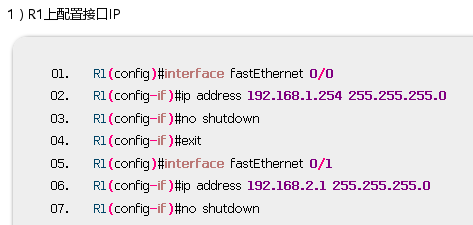 1）R1上配置接口IP
01. R1(config)#interface fastEthernet 0/0
02. R1(config-if)#ip address 192.168.1.254 255.255.255.0
03. R1(config-if)#no shutdown
04. R1(config-if)#exit
05. R1(config)#interface fastEthernet 0/1
06. R1(config-if)#ip address 192.168.2.1 255.255.255.0
07. R1(config-if)#no shutdown